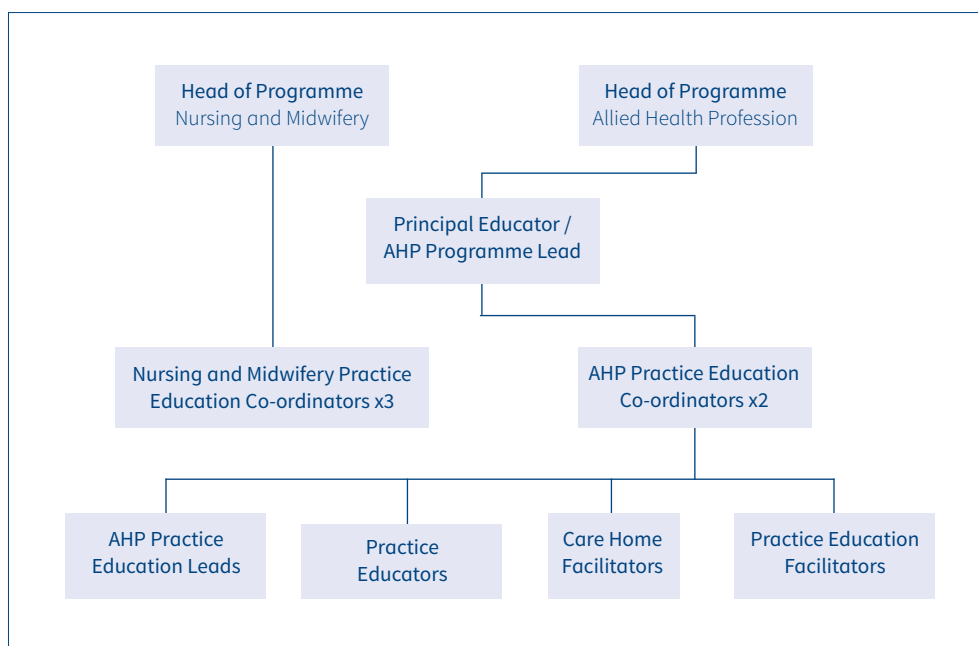 Head of Programme
Nursing and Midwifery
Head of Programme
Allied Health Profession
Principal Educator /
AHP Programme Lead
Nursing and Midwifery Practice
Education Co-ordinators x3
AHP Practice Education
Co-ordinators x2
AHP Practice
Education Leads
Practice
Educators
Care Home
Facilitators
Practice Education
Facilitators